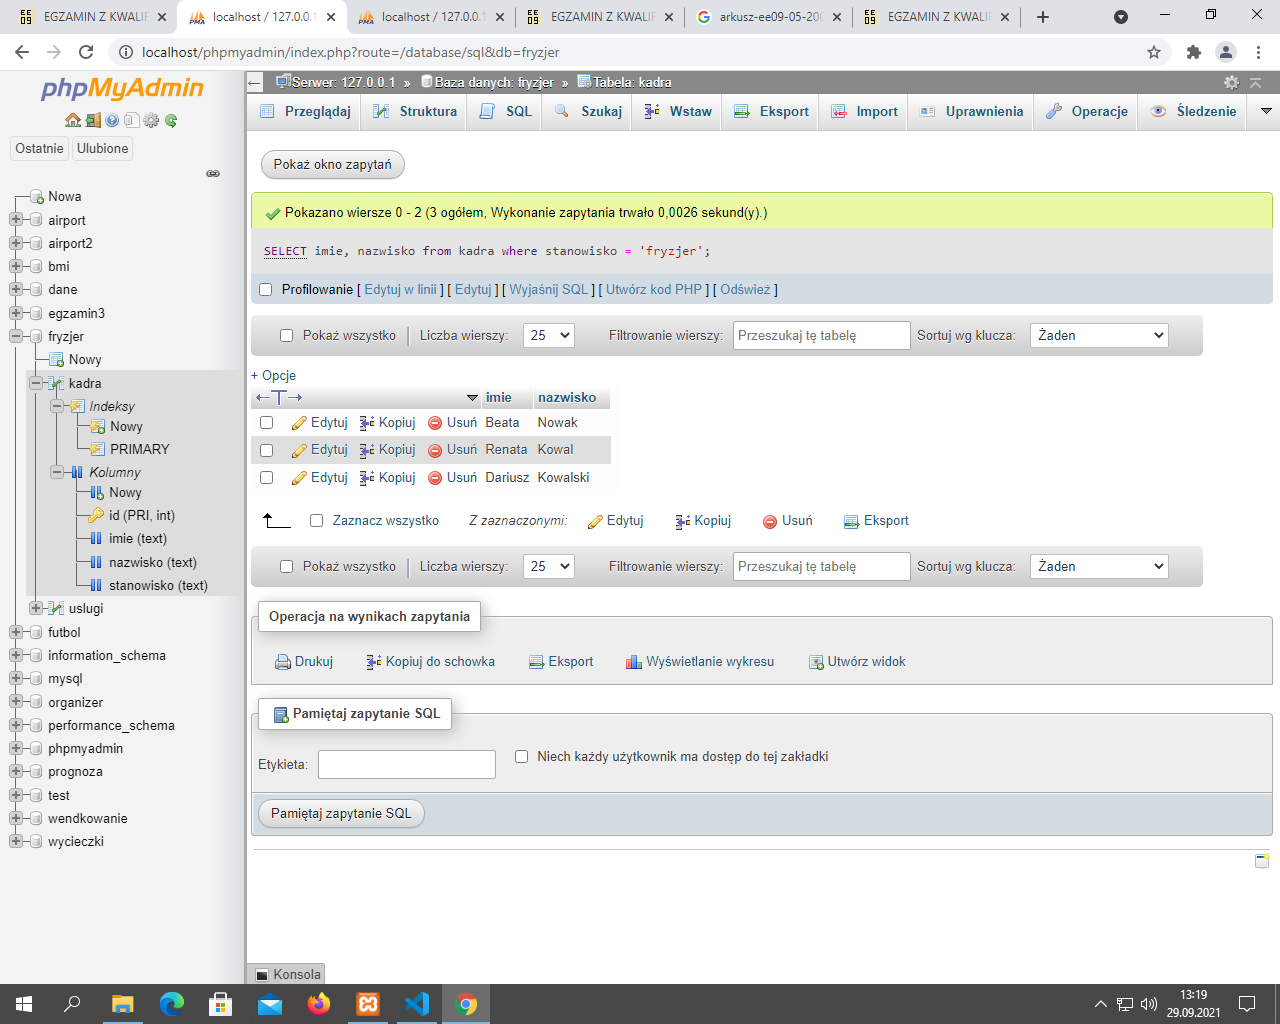 EGZAMIN Z KWALIF
localhost / 127.0.0.1
localhost / 127.0.0.1
EGZAMIN Z KWALIF
arkusz-ee09-05-200
EGZAMIN Z KWALIF
localhost/phpmyadmin/index.php?route=/database/sql&db=fryzjer
phpMyAdmin
Ostatnie Ulubione
Nowa
airport
airport2
bmi
dane
egzamin3
fryzjer
Nowy
kadra
Indeksy
Nowy
PRIMARY
Kolumny
Nowy
id (PRI, int)
imie (text)
nazwisko (text)
stanowisko (text)
uslugi
futbol
information_schema
mysql
organizer
performance_schema
phpmyadmin
prognoza
test
wendkowanie
wycieczki
Serwer: 127.0.0.1 » Baza danych: fryzjer » Tabela: kadra
Przeglądaj Struktura SQL Szukaj Wstaw Eksport Import Uprawnienia Operacje Śledzenie
Pokaż okno zapytań
Pokazano wiersze 0 - 2 (3 ogółem, Wykonanie zapytania trwało 0,0026 sekund(y).)
SELECT imie, nazwisko from kadra where stanowisko = 'fryzjer';
Profilowanie [ Edytuj w linii ] [ Edytuj ] [ Wyjaśnij SQL ] [ Utwórz kod PHP ] [ Odśwież ]
Pokaż wszystko Liczba wierszy: 25 Filtrowanie wierszy: Przeszukaj tę tabelę Sortuj wg klucza: Żaden
+ Opcje
←T→ imie nazwisko
Edytuj Kopiuj Usuń Beata Nowak
Edytuj Kopiuj Usuń Renata Kowal
Edytuj Kopiuj Usuń Dariusz Kowalski
Zaznacz wszystko Z zaznaczonymi: Edytuj Kopiuj Usuń Eksport
Pokaż wszystko Liczba wierszy: 25 Filtrowanie wierszy: Przeszukaj tę tabelę Sortuj wg klucza: Żaden
Operacja na wynikach zapytania
Drukuj Kopiuj do schowka Eksport Wyświetlanie wykresu Utwórz widok
Pamiętaj zapytanie SQL
Etykieta: Niech każdy użytkownik ma dostęp do tej zakładki
Pamiętaj zapytanie SQL
Konsola
13:19
29.09.2021